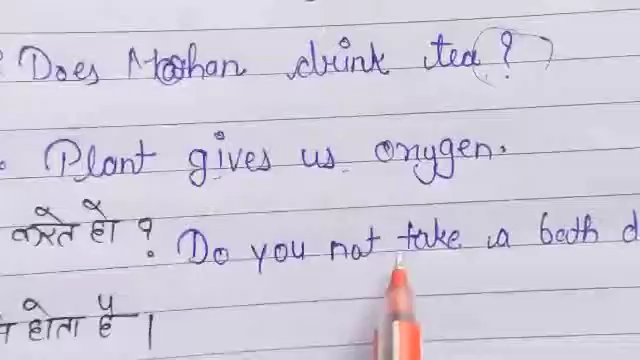 Does Mohan drink tea?
Plant gives us oxygen.
करते हो ? Do you not take a bath d
होता है ।